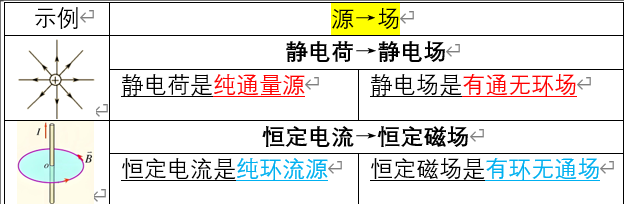 示例
源→场
静电荷→静电场
静电荷是纯通量源
静电场是有通无环场
I
B
o
恒定电流→恒定磁场
恒定电流是纯环流源
恒定磁场是有环无通场